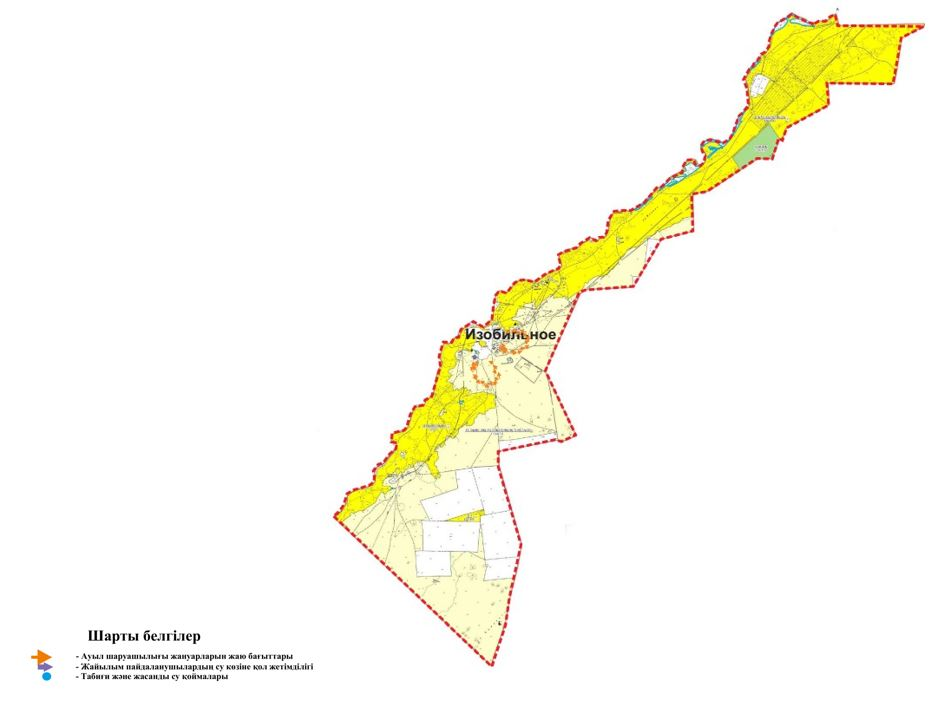 Изобильное
Шарты белгілер
- Ауыл шаруашылығы жануарларын жаю бағыттары
- Жайылым пайдаланушылардың су көзіне қол жетімділігі
- Табиғи және жасанды су қоймалары